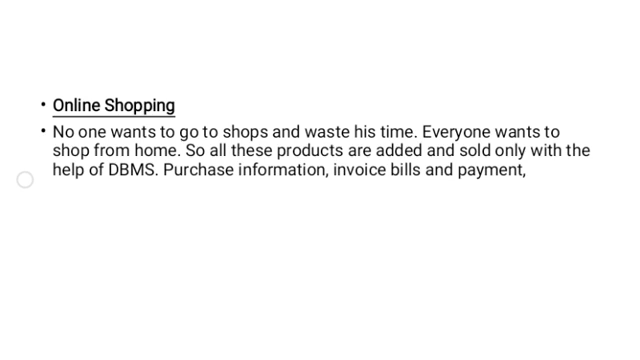 • Online Shopping
• No one wants to go to shops and waste his time. Everyone wants to
shop from home. So all these products are added and sold only with the
help of DBMS. Purchase information, invoice bills and payment,